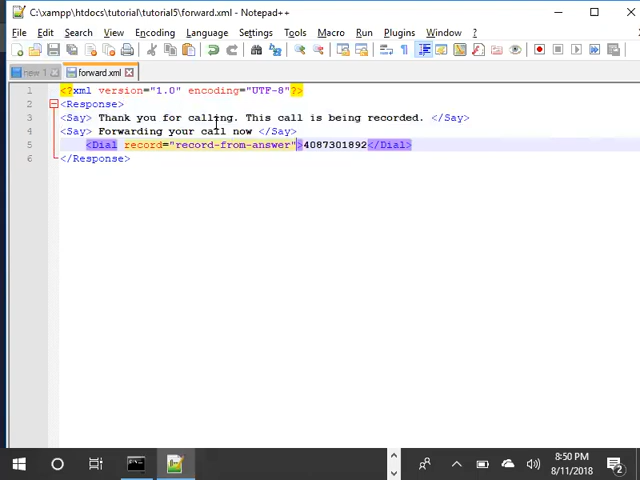 C:\xampp\htdocs\tutorial\tutorial5\forward.xml - Notepad++
File Edit Search View Encoding Language Settings Tools Macro Run Plugins Window ?
new 1 forward.xml
1 <?xml version="1.0" encoding="UTF-8"?>
2 <Response>
3 <Say> Thank you for calling. This call is being recorded. </Say>
4 <Say> Forwarding your call now </Say>
5 <Dial record="record-from-answer">4087301892</Dial>
6 </Response>
8:50 PM
8/11/2018
2